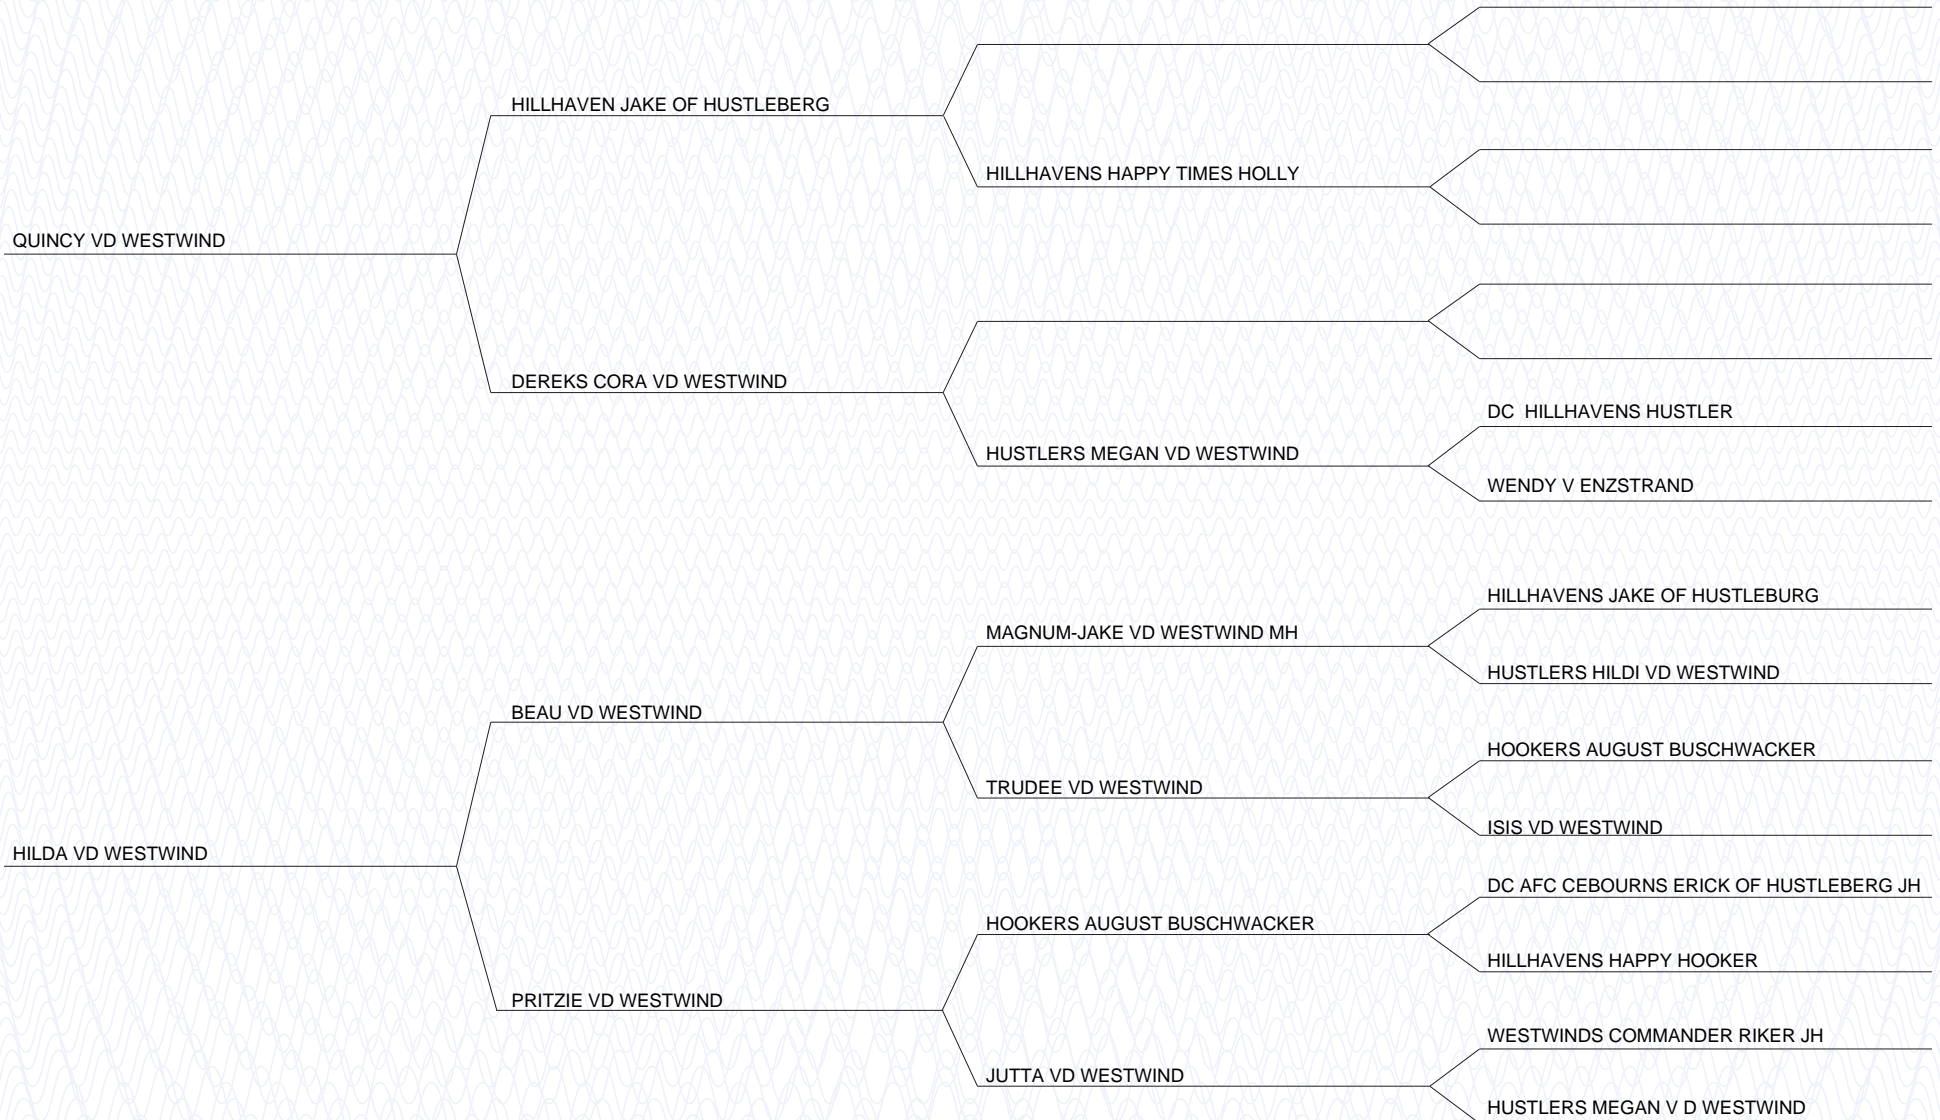 HILLHAVEN JAKE OF HUSTLEBERG
HILLHAVENS HAPPY TIMES HOLLY
QUINCY VD WESTWIND
DEREKS CORA VD WESTWIND
DC  HILLHAVENS HUSTLER
HUSTLERS MEGAN VD WESTWIND
WENDY V ENZSTRAND
HILLHAVENS JAKE OF HUSTLEBURG
MAGNUM-JAKE VD WESTWIND MH
HUSTLERS HILDI VD WESTWIND
BEAU VD WESTWIND
HOOKERS AUGUST BUSCHWACKER
TRUDEE VD WESTWIND
ISIS VD WESTWIND
HILDA VD WESTWIND
DC AFC CEBOURNS ERICK OF HUSTLEBERG JH
HOOKERS AUGUST BUSCHWACKER
HILLHAVENS HAPPY HOOKER
PRITZIE VD WESTWIND
WESTWINDS COMMANDER RIKER JH
JUTTA VD WESTWIND
HUSTLERS MEGAN V D WESTWIND